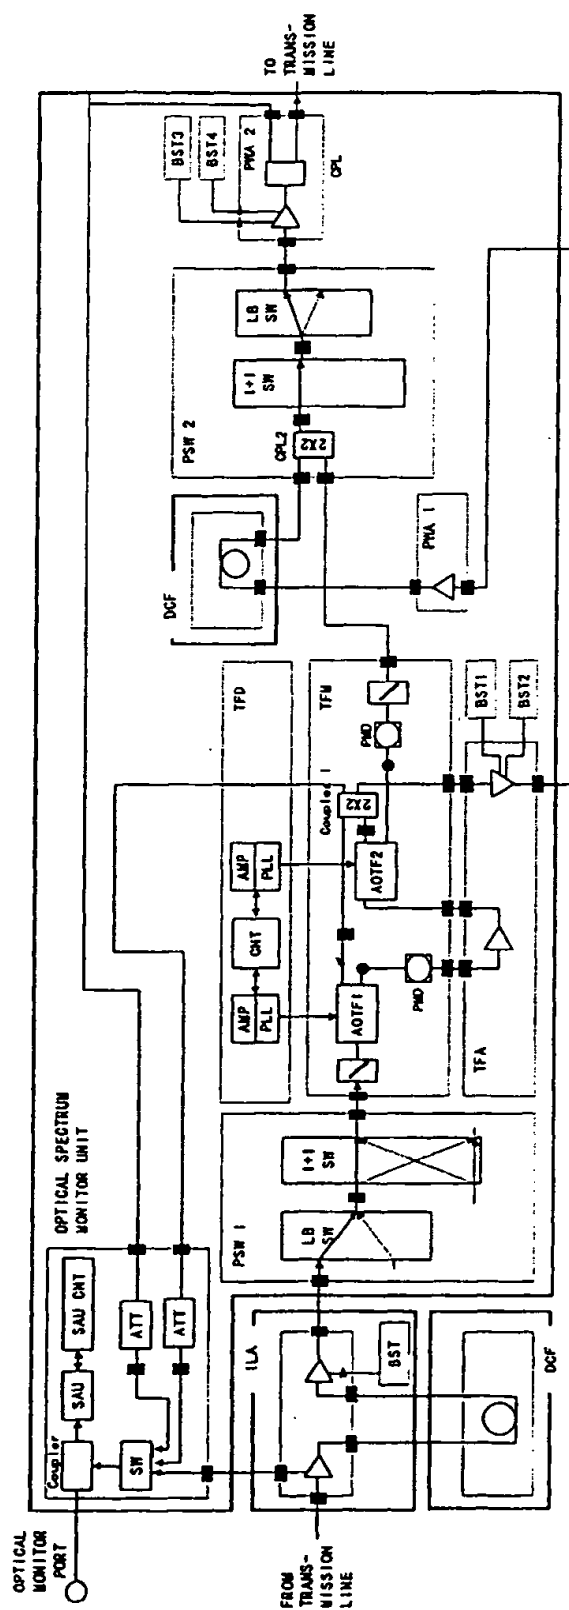 OPTICAL
MONITOR
PORT
OPTICAL SPECTRUM
MONITOR UNIT
Coupler
SAU
SAU CNT
SW
ATT
ATT
FROM
TRANS-
MISSION
LINE
ILA
BST
DCF
PSW 1
LB
SW
1+1
SW
TFD
AMP
PLL
CNT
AMP
PLL
TFM
AOTF1
PMD
Coupler 1
2X2
AOTF2
PMD
TFA
BST1
BST2
PWA 1
DCF
PSW 2
CPL2
2X2
1+1
SW
LB
SW
BST3
BST4
PWA 2
CPL
TO
TRANS-
MISSION
LINE